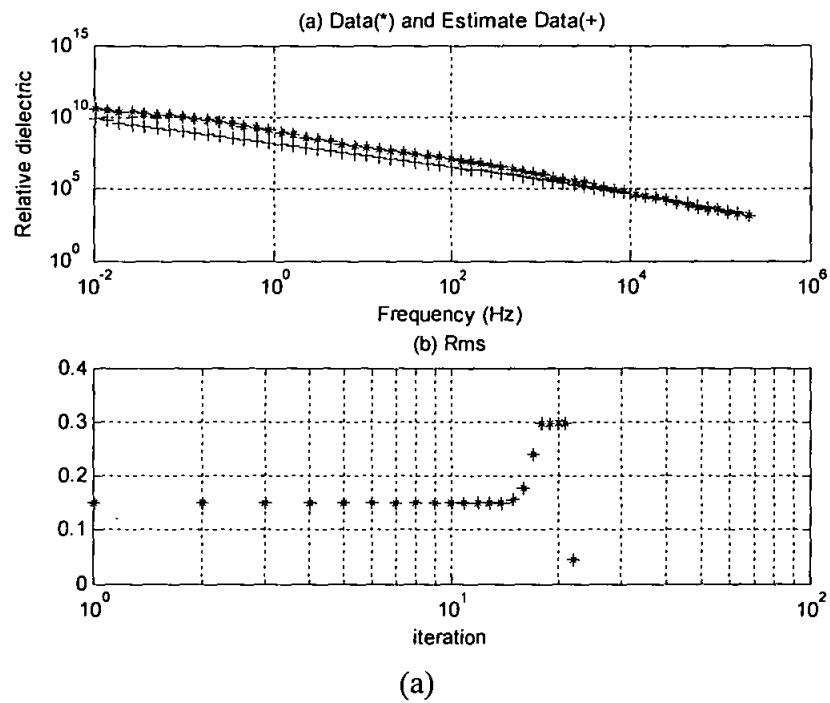 (a) Data(*) and Estimate Data(+)
10^15
10^10
10^5
10^0
Relative dielectric
10^-2 10^0 10^2 10^4 10^6
Frequency (Hz)
(b) Rms
0.4
0.3
0.2
0.1
0
10^0 10^1 10^2
iteration
(a)